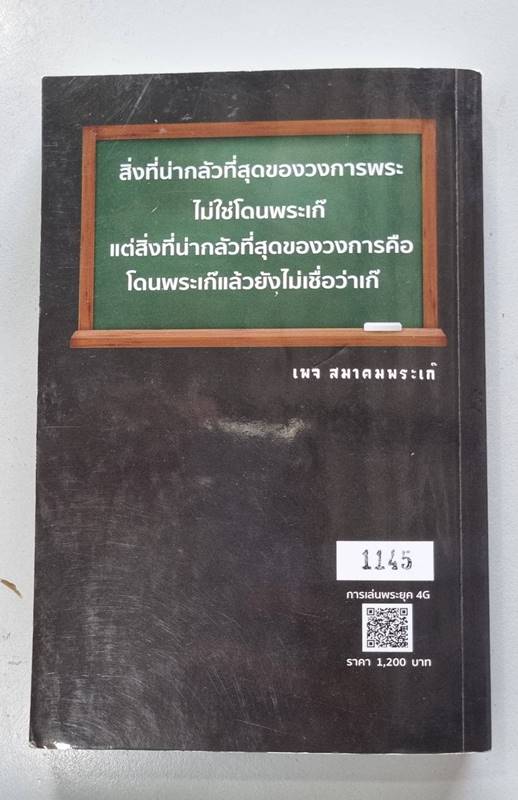 สิ่งที่น่ากลัวที่สุดของวงการพระ
ไม่ใช่โดนพระเก๊
แต่สิ่งที่น่ากลัวที่สุดของวงการคือ
โดนพระเก๊แล้วยังไม่เชื่อว่าเก๊
เพจ สมาคมพระเก๊
1145
การเล่นพระยุค 4G
ราคา 1,200 บาท